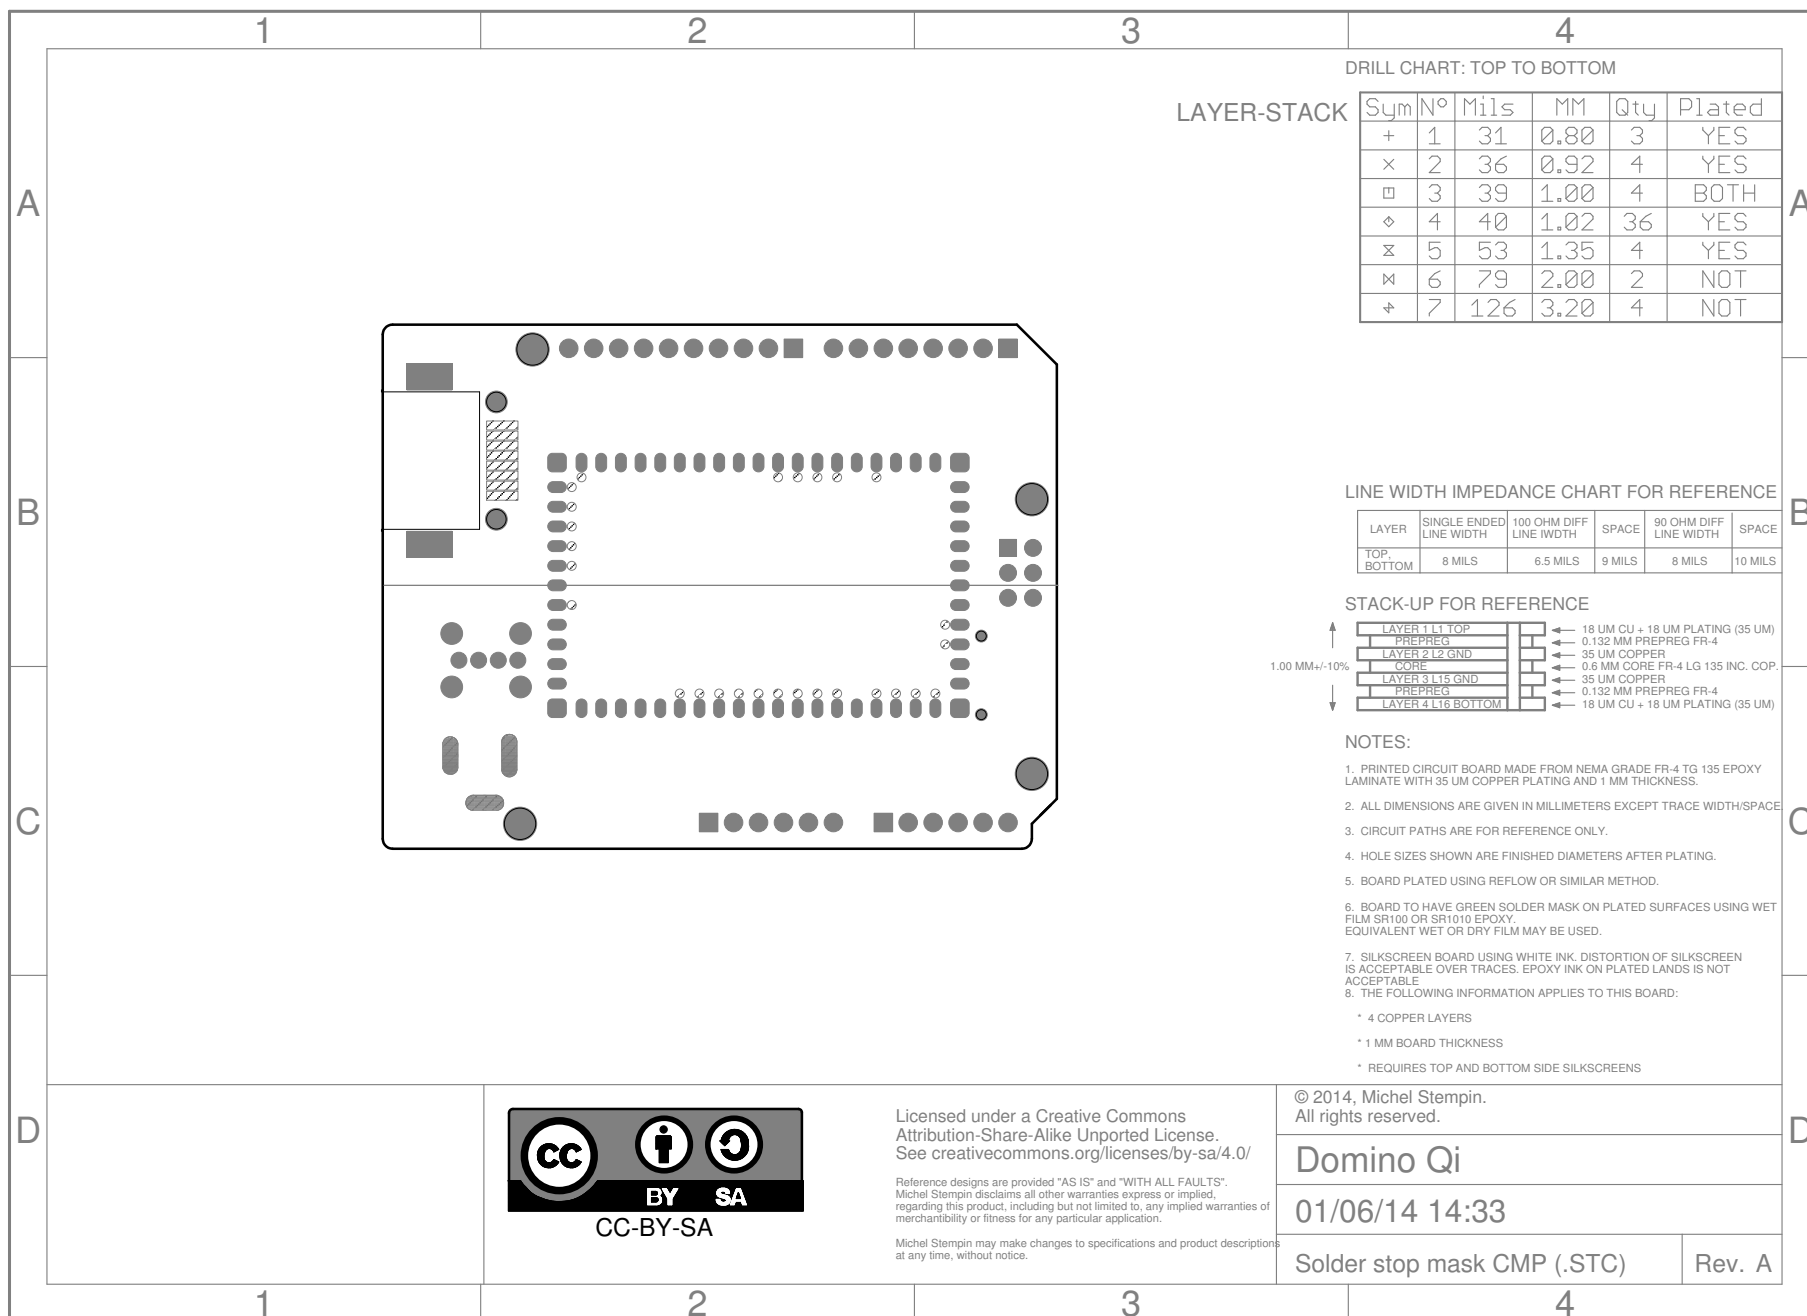 1 2 3 4
DRILL CHART: TOP TO BOTTOM
LAYER-STACK
Sym N° Mils MM Qty Plated
+ 1 31 0.80 3 YES
× 2 36 0.92 4 YES
3 39 1.00 4 BOTH
4 40 1.02 36 YES
5 53 1.35 4 YES
6 79 2.00 2 NOT
7 126 3.20 4 NOT
A A
B B
LINE WIDTH IMPEDANCE CHART FOR REFERENCE
LAYER SINGLE ENDED LINE WIDTH 100 OHM DIFF LINE IWDTH SPACE 90 OHM DIFF LINE WIDTH SPACE
TOP, BOTTOM 8 MILS 6.5 MILS 9 MILS 8 MILS 10 MILS
STACK-UP FOR REFERENCE
LAYER 1 L1 TOP 18 UM CU + 18 UM PLATING (35 UM)
PREPREG 0.132 MM PREPREG FR-4
LAYER 2 L2 GND 35 UM COPPER
1.00 MM+/-10% CORE 0.6 MM CORE FR-4 LG 135 INC. COP.
LAYER 3 L15 GND 35 UM COPPER
PREPREG 0.132 MM PREPREG FR-4
LAYER 4 L16 BOTTOM 18 UM CU + 18 UM PLATING (35 UM)
NOTES:
1. PRINTED CIRCUIT BOARD MADE FROM NEMA GRADE FR-4 TG 135 EPOXY
LAMINATE WITH 35 UM COPPER PLATING AND 1 MM THICKNESS.
2. ALL DIMENSIONS ARE GIVEN IN MILLIMETERS EXCEPT TRACE WIDTH/SPACE
C C
3. CIRCUIT PATHS ARE FOR REFERENCE ONLY.
4. HOLE SIZES SHOWN ARE FINISHED DIAMETERS AFTER PLATING.
5. BOARD PLATED USING REFLOW OR SIMILAR METHOD.
6. BOARD TO HAVE GREEN SOLDER MASK ON PLATED SURFACES USING WET
FILM SR100 OR SR1010 EPOXY.
EQUIVALENT WET OR DRY FILM MAY BE USED.
7. SILKSCREEN BOARD USING WHITE INK. DISTORTION OF SILKSCREEN
IS ACCEPTABLE OVER TRACES. EPOXY INK ON PLATED LANDS IS NOT
ACCEPTABLE
8. THE FOLLOWING INFORMATION APPLIES TO THIS BOARD:
* 4 COPPER LAYERS
* 1 MM BOARD THICKNESS
* REQUIRES TOP AND BOTTOM SIDE SILKSCREENS
D D
cc
BY SA
CC-BY-SA
Licensed under a Creative Commons
Attribution-Share-Alike Unported License.
See creativecommons.org/licenses/by-sa/4.0/
Reference designs are provided "AS IS" and "WITH ALL FAULTS".
Michel Stempin disclaims all other warranties express or implied,
regarding this product, including but not limited to, any implied warranties of
merchantibility or fitness for any particular application.
Michel Stempin may make changes to specifications and product descriptions
at any time, without notice.
© 2014, Michel Stempin.
All rights reserved.
Domino Qi
01/06/14 14:33
Solder stop mask CMP (.STC) Rev. A
1 2 3 4